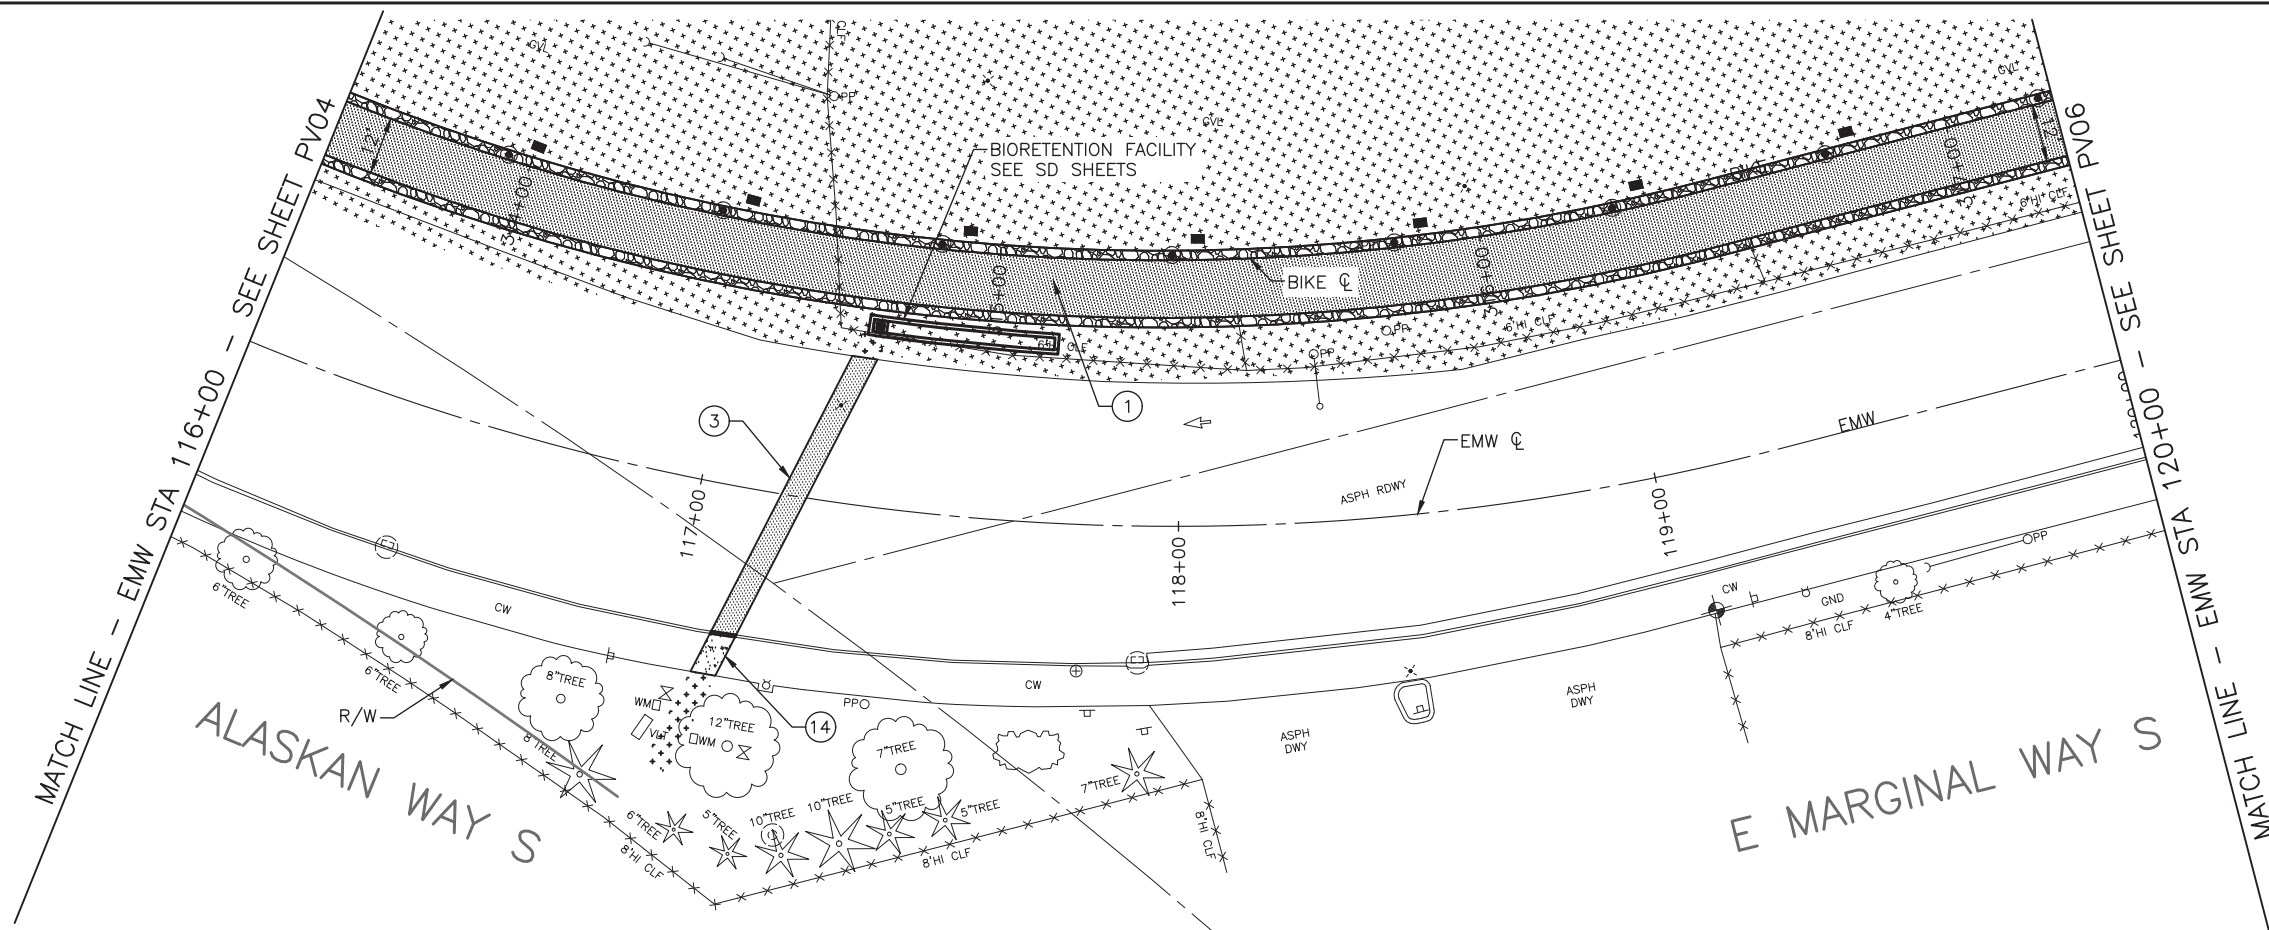 CLF
GVL
PP
GVL
GVL
MATCH LINE - EMW STA 116+00 - SEE SHEET PV04
12'
BIORETENTION FACILITY
SEE SD SHEETS
BIKE ℄
12'
6'HI CLF
MATCH LINE - EMW STA 120+00 - SEE SHEET PV06
PP
PP
6'HI CLF
1
3
EMW ℄
EMW
ASPH RDWY
117+00
118+00
119+00
CW
CW
CW
GND
PP
6"TREE
6"TREE
8"TREE
8"TREE
R/W
WM
VLT
WM
12"TREE
14
PP
7"TREE
7"TREE
ASPH
DWY
ASPH
DWY
8'HI CLF
4"TREE
6"TREE
5"TREE
10"TREE
10"TREE
5"TREE
5"TREE
8'HI CLF
8'HI CLF
8'HI CLF
ALASKAN WAY S
E MARGINAL WAY S